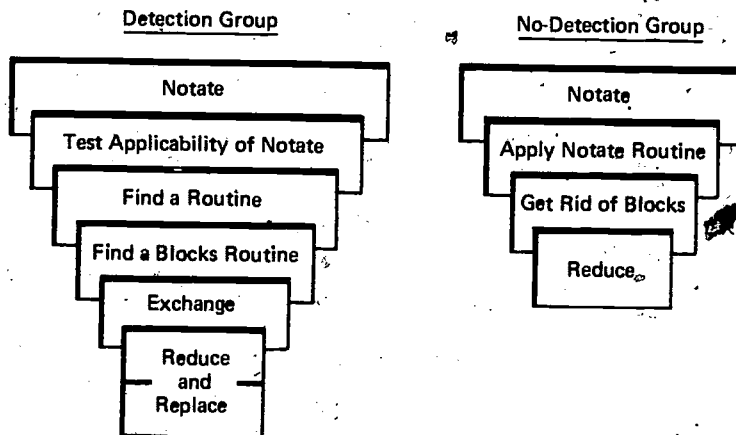 Detection Group
Notate
Test Applicability of Notate
Find a Routine
Find a Blocks Routine
Exchange
Reduce
and
Replace
No-Detection Group
Notate
Apply Notate Routine
Get Rid of Blocks
Reduce